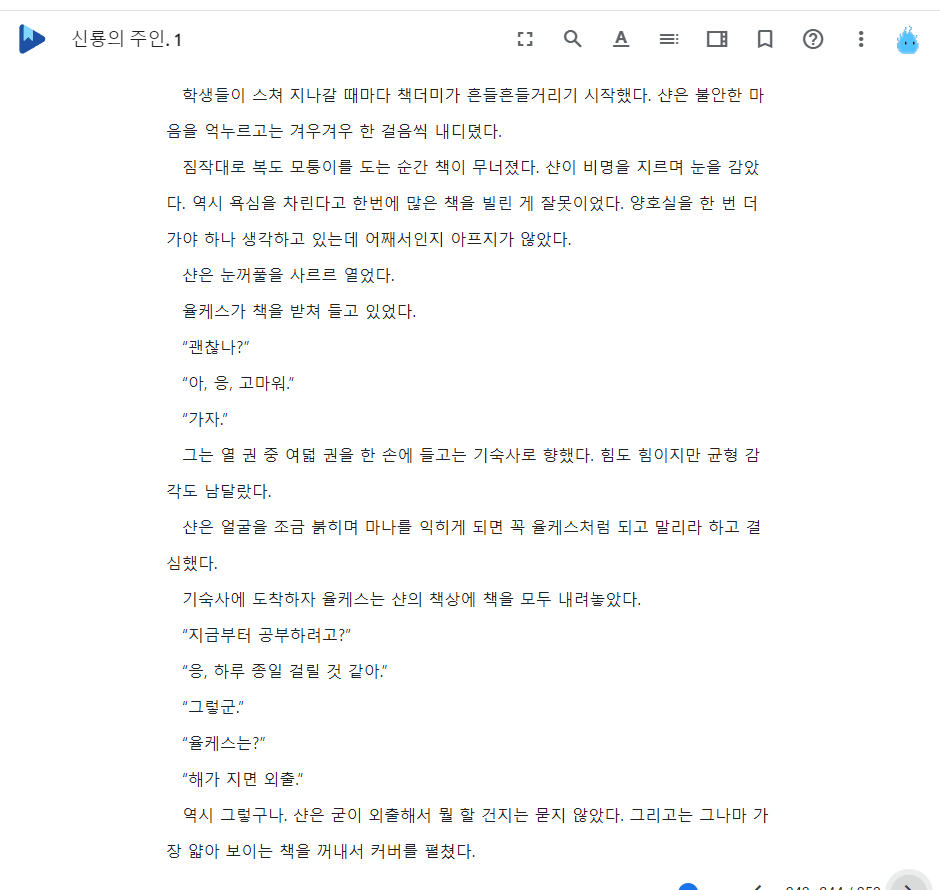 신룡의 주인. 1
학생들이 스쳐 지나갈 때마다 책더미가 흔들흔들거리기 시작했다. 샨은 불안한 마
음을 억누르고는 겨우겨우 한 걸음씩 내디뎠다.
짐작대로 복도 모퉁이를 도는 순간 책이 무너졌다. 샨이 비명을 지르며 눈을 감았
다. 역시 욕심을 차린다고 한번에 많은 책을 빌린 게 잘못이었다. 양호실을 한 번 더
가야 하나 생각하고 있는데 어째서인지 아프지가 않았다.
샨은 눈꺼풀을 사르르 열었다.
율케스가 책을 받쳐 들고 있었다.
“괜찮나?”
“아, 응, 고마워.”
“가자.”
그는 열 권 중 여덟 권을 한 손에 들고는 기숙사로 향했다. 힘도 힘이지만 균형 감
각도 남달랐다.
샨은 얼굴을 조금 붉히며 마나를 익히게 되면 꼭 율케스처럼 되고 말리라 하고 결
심했다.
기숙사에 도착하자 율케스는 샨의 책상에 책을 모두 내려놓았다.
“지금부터 공부하려고?”
“응, 하루 종일 걸릴 것 같아.”
“그렇군.”
“율케스는?”
“해가 지면 외출.”
역시 그렇구나. 샨은 굳이 외출해서 뭘 할 건지는 묻지 않았다. 그리고는 그나마 가
장 얇아 보이는 책을 꺼내서 커버를 펼쳤다.